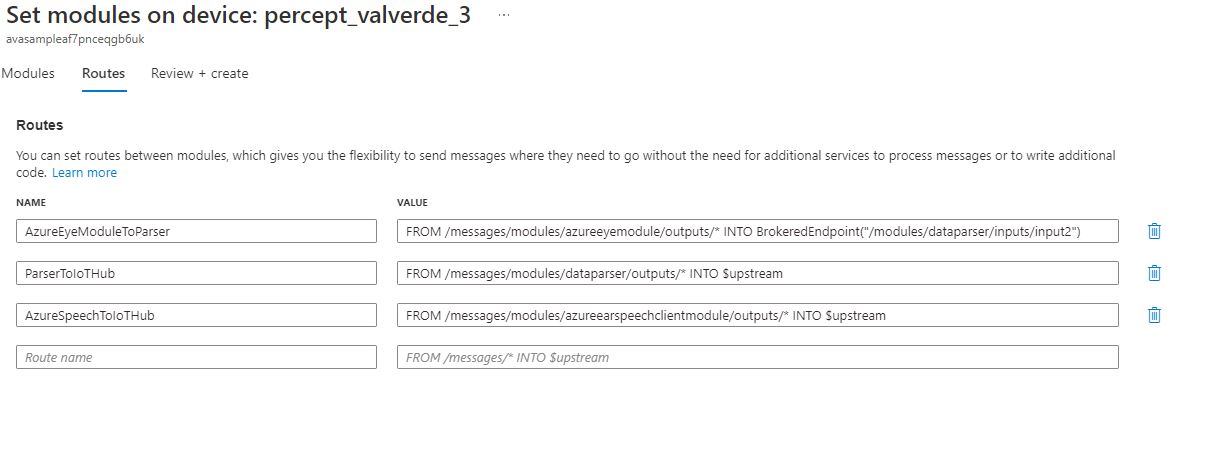 Set modules on device: percept_valverde_3 ...
avasampleaf7pnceqgb6uk
Modules Routes Review + create
Routes
You can set routes between modules, which gives you the flexibility to send messages where they need to go without the need for additional services to process messages or to write additional
code. Learn more
NAME VALUE
AzureEyeModuleToParser FROM /messages/modules/azureeyemodule/outputs/* INTO BrokeredEndpoint("/modules/dataparser/inputs/input2")
ParserToIoTHub FROM /messages/modules/dataparser/outputs/* INTO $upstream
AzureSpeechToIoTHub FROM /messages/modules/azureearspeechclientmodule/outputs/* INTO $upstream
Route name FROM /messages/* INTO $upstream